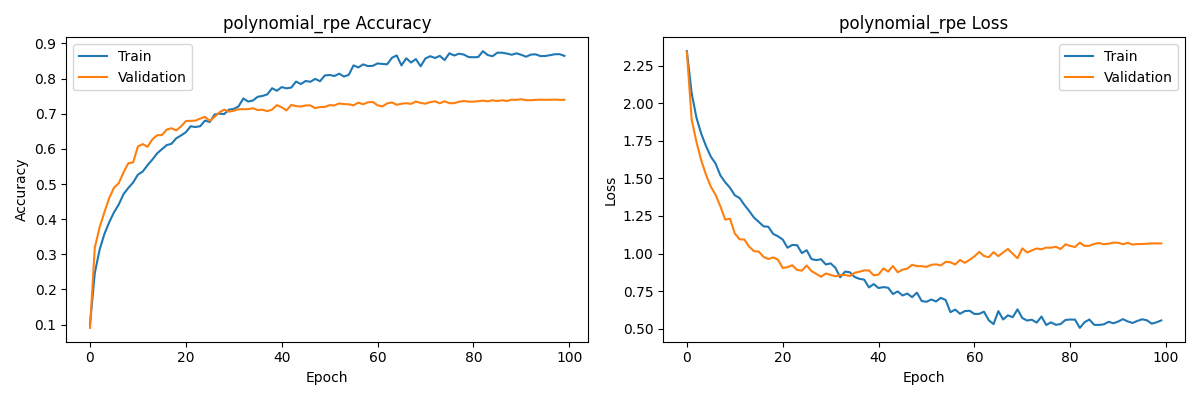 polynomial_rpe Accuracy
Train
Validation
0.9
0.8
0.7
0.6
0.5
0.4
0.3
0.2
0.1
Accuracy
0 20 40 60 80 100
Epoch
polynomial_rpe Loss
Train
Validation
2.25
2.00
1.75
1.50
1.25
1.00
0.75
0.50
Loss
0 20 40 60 80 100
Epoch